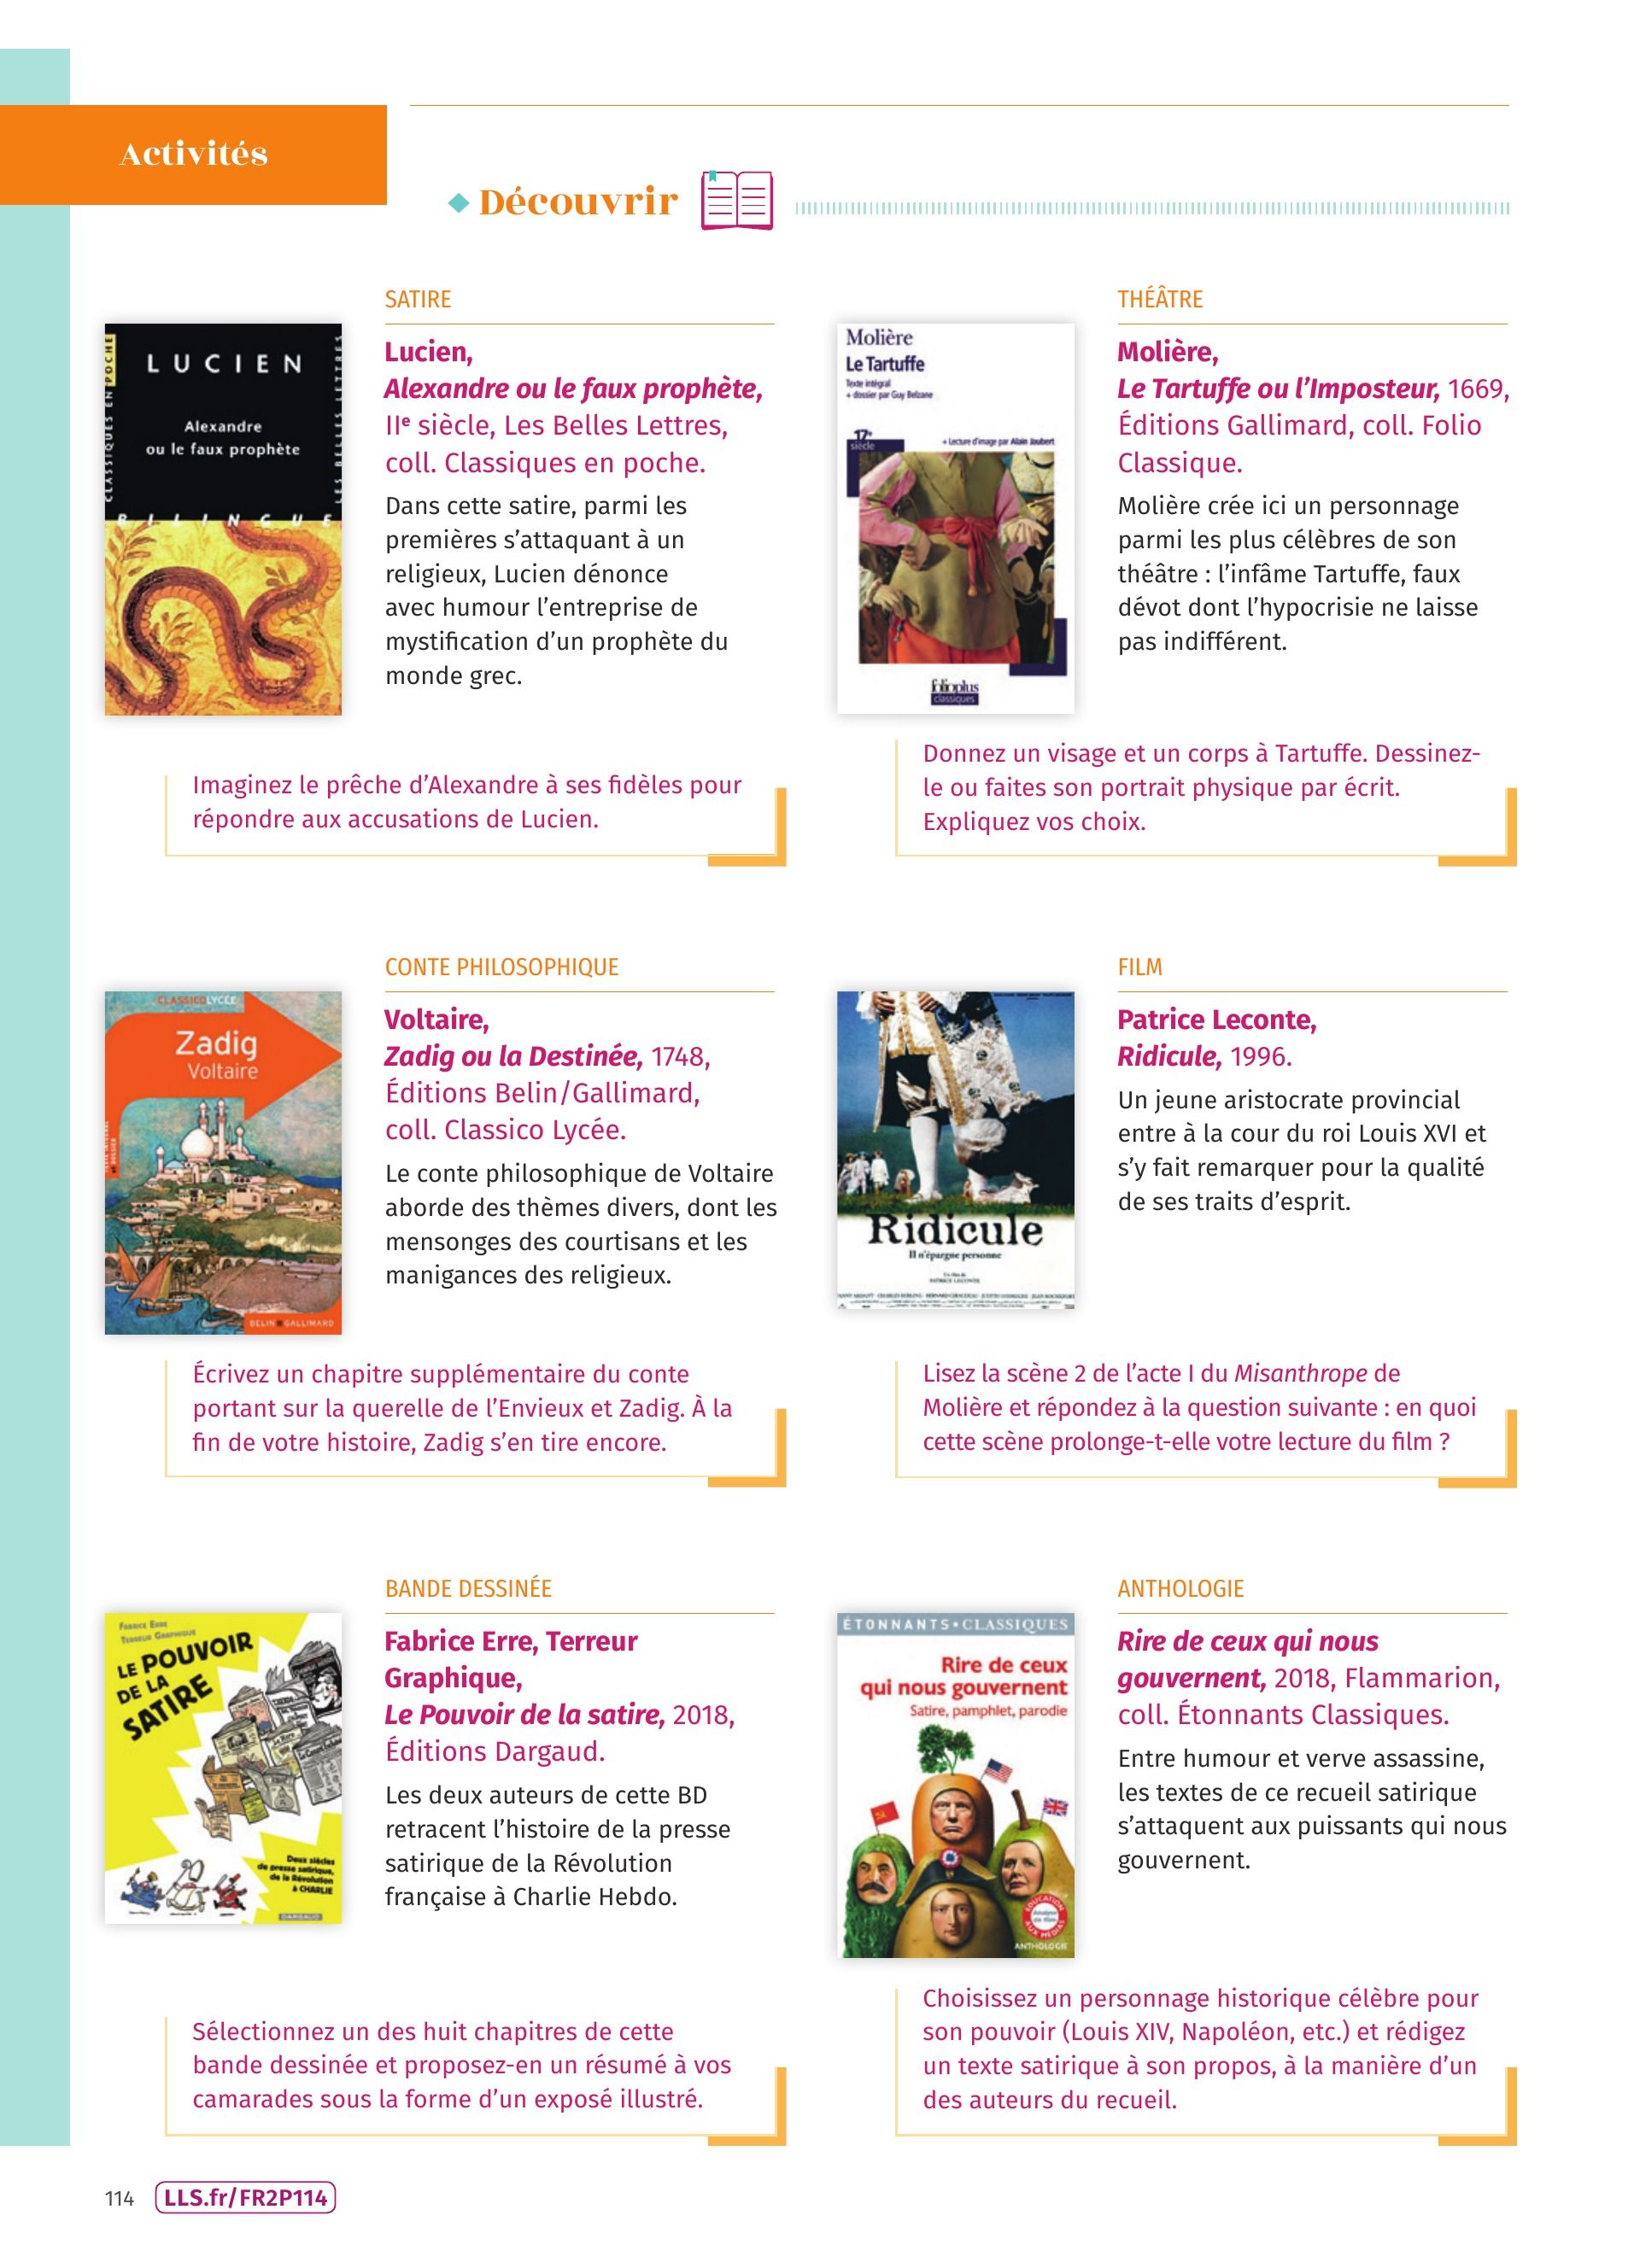 Activités
Découvrir
SATIRE
LUCIEN
Alexandre
ou le faux prophète
CLASSIQUES EN POCHE
LES BELLES LETTRES
BILINGUE
Lucien,
Alexandre ou le faux prophète,
IIe siècle, Les Belles Lettres,
coll. Classiques en poche.
Dans cette satire, parmi les
premières s’attaquant à un
religieux, Lucien dénonce
avec humour l’entreprise de
mystification d’un prophète du
monde grec.
Imaginez le prêche d’Alexandre à ses fidèles pour
répondre aux accusations de Lucien.
THÉÂTRE
Molière
Le Tartuffe
Texte intégral
+ dossier par Guy Belzane
17e
siècle
+ Lecture d'image par Alain Jaubert
folioplus
classiques
Molière,
Le Tartuffe ou l’Imposteur, 1669,
Éditions Gallimard, coll. Folio
Classique.
Molière crée ici un personnage
parmi les plus célèbres de son
théâtre : l’infâme Tartuffe, faux
dévot dont l’hypocrisie ne laisse
pas indifférent.
Donnez un visage et un corps à Tartuffe. Dessinez-
le ou faites son portrait physique par écrit.
Expliquez vos choix.
CONTE PHILOSOPHIQUE
CLASSICOLYCÉE
Zadig
Voltaire
BELIN GALLIMARD
Voltaire,
Zadig ou la Destinée, 1748,
Éditions Belin/Gallimard,
coll. Classico Lycée.
Le conte philosophique de Voltaire
aborde des thèmes divers, dont les
mensonges des courtisans et les
manigances des religieux.
Écrivez un chapitre supplémentaire du conte
portant sur la querelle de l’Envieux et Zadig. À la
fin de votre histoire, Zadig s’en tire encore.
FILM
Ridicule
Il n'épargne personne
Un film de
PATRICE LECONTE
Patrice Leconte,
Ridicule, 1996.
Un jeune aristocrate provincial
entre à la cour du roi Louis XVI et
s’y fait remarquer pour la qualité
de ses traits d’esprit.
Lisez la scène 2 de l’acte I du Misanthrope de
Molière et répondez à la question suivante : en quoi
cette scène prolonge-t-elle votre lecture du film ?
BANDE DESSINÉE
FABRICE ERRE
TERREUR GRAPHIQUE
LE POUVOIR
DE LA
SATIRE
Deux siècles
de presse satirique,
de la Révolution
à CHARLIE
DARGAUD
Fabrice Erre, Terreur
Graphique,
Le Pouvoir de la satire, 2018,
Éditions Dargaud.
Les deux auteurs de cette BD
retracent l’histoire de la presse
satirique de la Révolution
française à Charlie Hebdo.
Sélectionnez un des huit chapitres de cette
bande dessinée et proposez-en un résumé à vos
camarades sous la forme d’un exposé illustré.
ANTHOLOGIE
ÉTONNANTS•CLASSIQUES
Rire de ceux
qui nous gouvernent
Satire, pamphlet, parodie
ÉDUCATION
AUX MÉDIAS
ANTHOLOGIE
Rire de ceux qui nous
gouvernent, 2018, Flammarion,
coll. Étonnants Classiques.
Entre humour et verve assassine,
les textes de ce recueil satirique
s’attaquent aux puissants qui nous
gouvernent.
Choisissez un personnage historique célèbre pour
son pouvoir (Louis XIV, Napoléon, etc.) et rédigez
un texte satirique à son propos, à la manière d’un
des auteurs du recueil.
114
LLS.fr/FR2P114